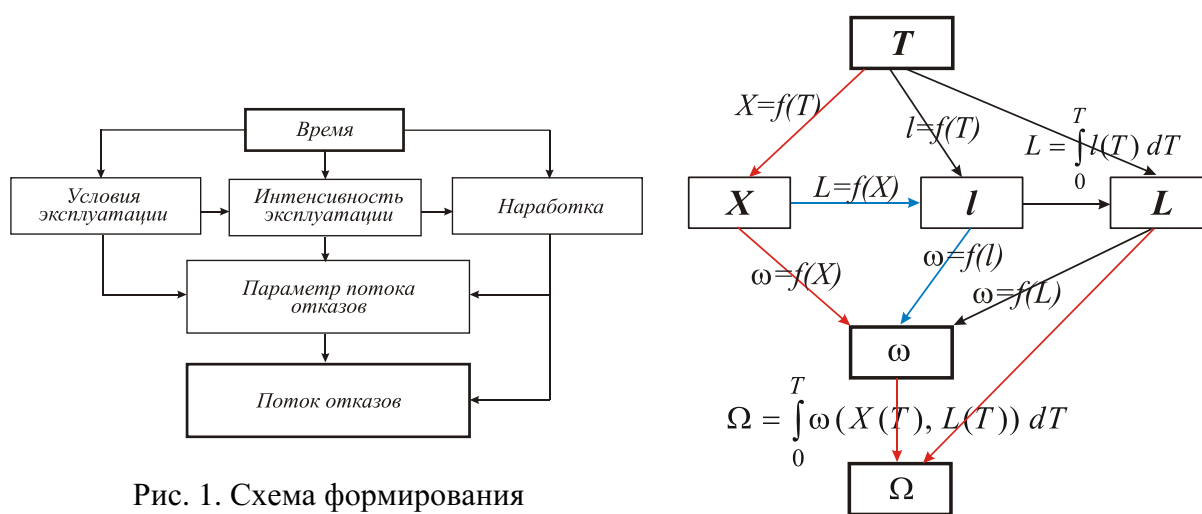 Время
Условия
эксплуатации
Интенсивность
эксплуатации
Наработка
Параметр потока
отказов
Поток отказов
Рис. 1. Схема формирования
T
X=f(T)
l=f(T)
L = ∫₀ᵀ l(T) dT
X
L=f(X)
l
L
ω=f(X)
ω=f(l)
ω=f(L)
ω
Ω = ∫₀ᵀ ω ( X (T) , L(T)) dT
Ω